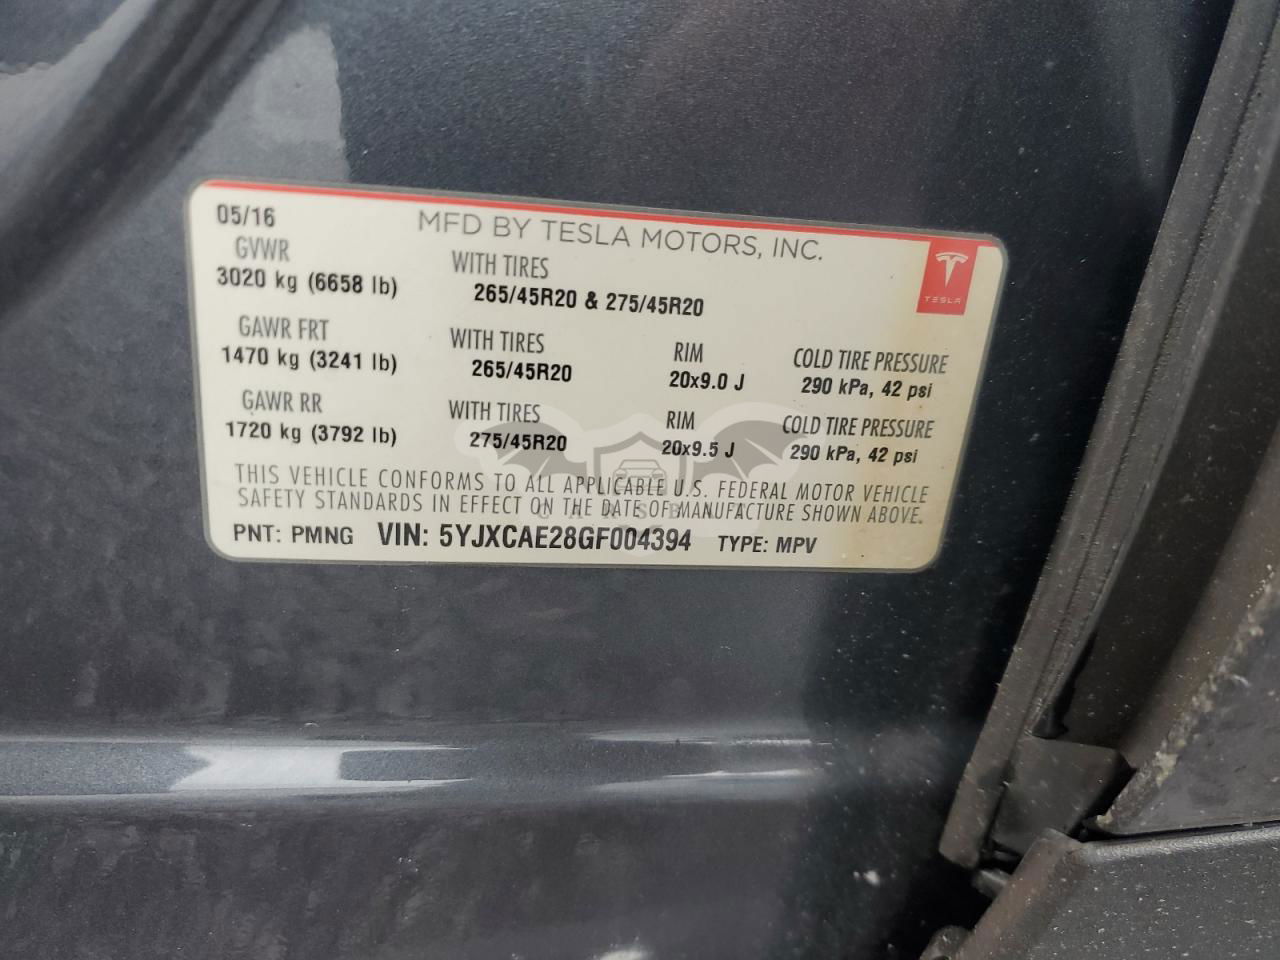 05/16 MFD BY TESLA MOTORS, INC.
GVWR WITH TIRES
3020 kg (6658 lb) 265/45R20 & 275/45R20
TESLA
GAWR FRT WITH TIRES RIM COLD TIRE PRESSURE
1470 kg (3241 lb) 265/45R20 20x9.0 J 290 kPa, 42 psi
GAWR RR WITH TIRES RIM COLD TIRE PRESSURE
1720 kg (3792 lb) 275/45R20 20x9.5 J 290 kPa, 42 psi
THIS VEHICLE CONFORMS TO ALL APPLICABLE U.S. FEDERAL MOTOR VEHICLE
SAFETY STANDARDS IN EFFECT ON THE DATE OF MANUFACTURE SHOWN ABOVE.
PNT: PMNG VIN: 5YJXCAE28GF004394 TYPE: MPV